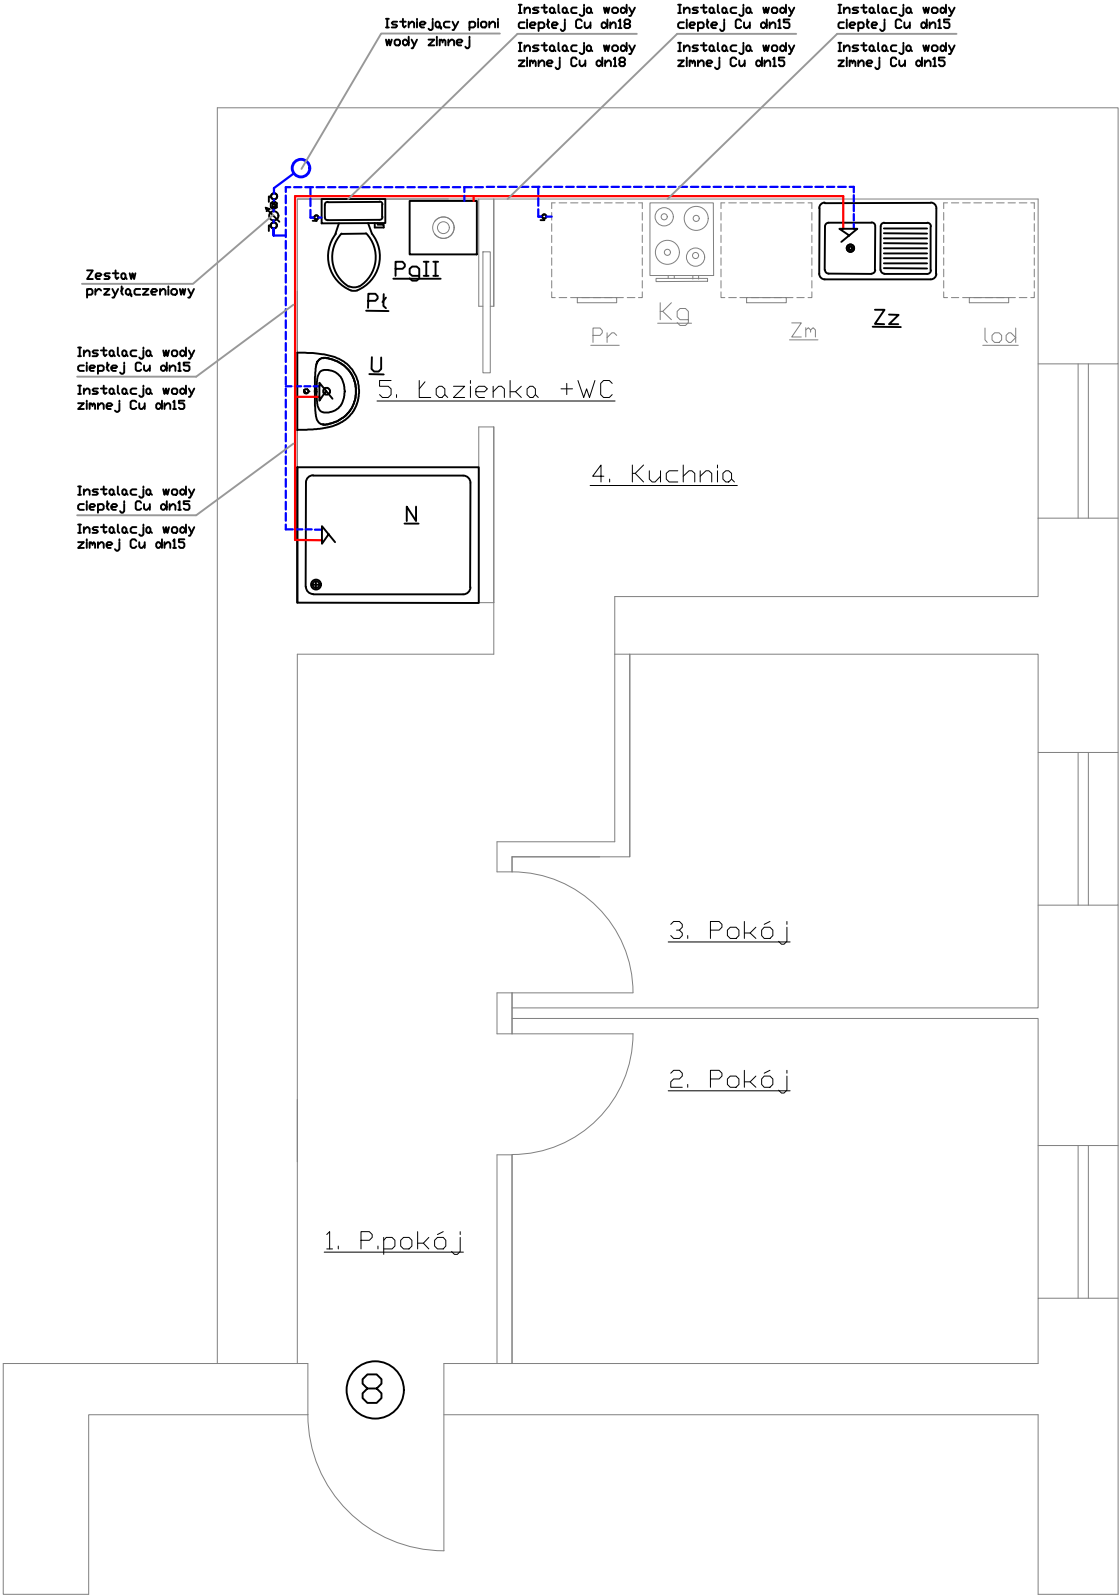 Istniejący pioni
wody zimnej
Instalacja wody
ciepłej Cu dn18
Instalacja wody
zimnej Cu dn18
Instalacja wody
ciepłej Cu dn15
Instalacja wody
zimnej Cu dn15
Instalacja wody
ciepłej Cu dn15
Instalacja wody
zimnej Cu dn15
Zestaw
przyłączeniowy
PgII
Pł
Pr
Kg
Zm
Zz
lod
Instalacja wody
ciepłej Cu dn15
Instalacja wody
zimnej Cu dn15
U
5. Łazienka +WC
4. Kuchnia
Instalacja wody
ciepłej Cu dn15
Instalacja wody
zimnej Cu dn15
N
3. Pokój
2. Pokój
1. P.pokój
8